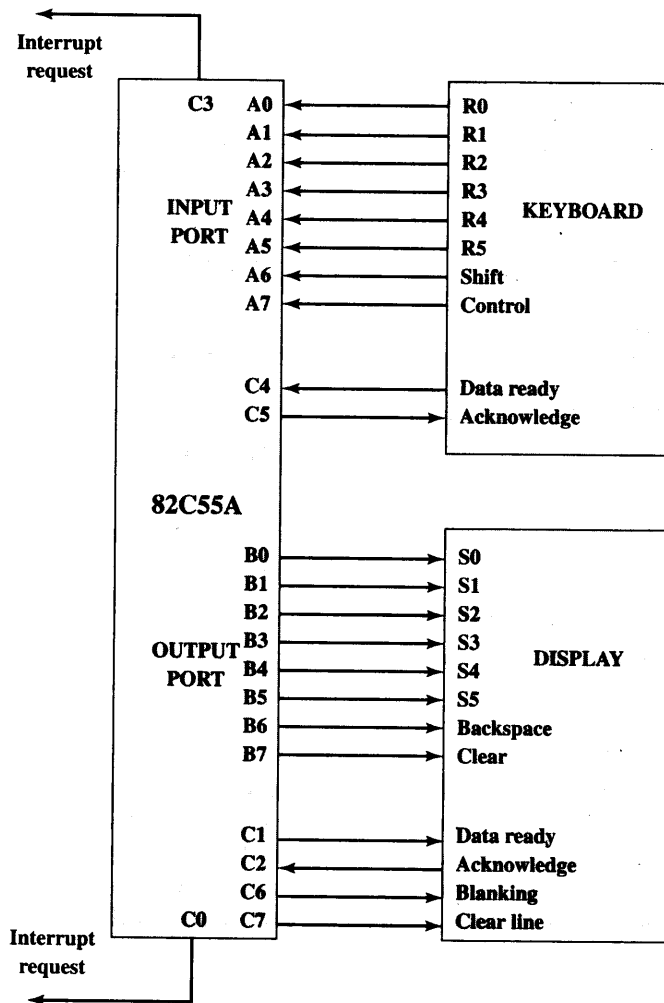 Interrupt
request
C3 A0 R0
A1 R1
A2 R2
A3 R3
INPUT
PORT
KEYBOARD
A4 R4
A5 R5
A6 Shift
A7 Control
C4 Data ready
C5 Acknowledge
82C55A
B0 S0
B1 S1
B2 S2
B3 S3
OUTPUT
PORT
DISPLAY
B4 S4
B5 S5
B6 Backspace
B7 Clear
C1 Data ready
C2 Acknowledge
C6 Blanking
C0 C7 Clear line
Interrupt
request